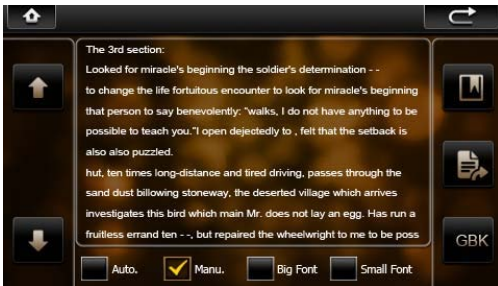 The 3rd section:
Looked for miracle's beginning the soldier's determination - -
to change the life fortuitous encounter to look for miracle's beginning
that person to say benevolently: "walks, I do not have anything to be
possible to teach you."I open dejectedly to , felt that the setback is
also also puzzled.
hut, ten times long-distance and tired driving, passes through the
sand dust billowing stoneway, the deserted village which arrives
investigates this bird which main Mr. does not lay an egg. Has run a
fruitless errand ten - -, but repaired the wheelwright to me to be poss
GBK
Auto.
Manu.
Big Font
Small Font